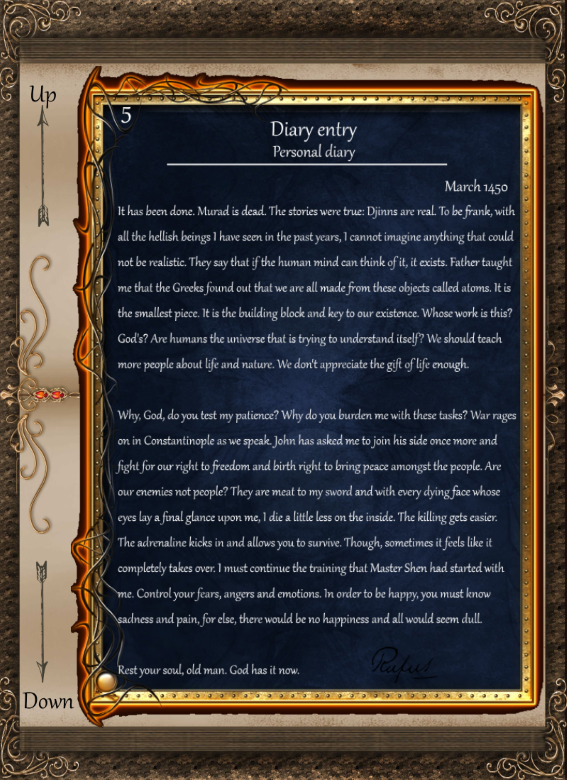 Up
5
Diary entry
Personal diary
March 1450
It has been done. Murad is dead. The stories were true: Djinns are real. To be frank, with
all the hellish beings I have seen in the past years, I cannot imagine anything that could
not be realistic. They say that if the human mind can think of it, it exists. Father taught
me that the Greeks found out that we are all made from these objects called atoms. It is
the smallest piece. It is the building block and key to our existence. Whose work is this?
God's? Are humans the universe that is trying to understand itself? We should teach
more people about life and nature. We don't appreciate the gift of life enough.
Why, God, do you test my patience? Why do you burden me with these tasks? War rages
on in Constantinople as we speak. John has asked me to join his side once more and
fight for our right to freedom and birth right to bring peace amongst the people. Are
our enemies not people? They are meat to my sword and with every dying face whose
eyes lay a final glance upon me, I die a little less on the inside. The killing gets easier.
The adrenaline kicks in and allows you to survive. Though, sometimes it feels like it
completely takes over. I must continue the training that Master Shen had started with
me. Control your fears, angers and emotions. In order to be happy, you must know
sadness and pain, for else, there would be no happiness and all would seem dull.
Rest your soul, old man. God has it now.
Rufus
Down